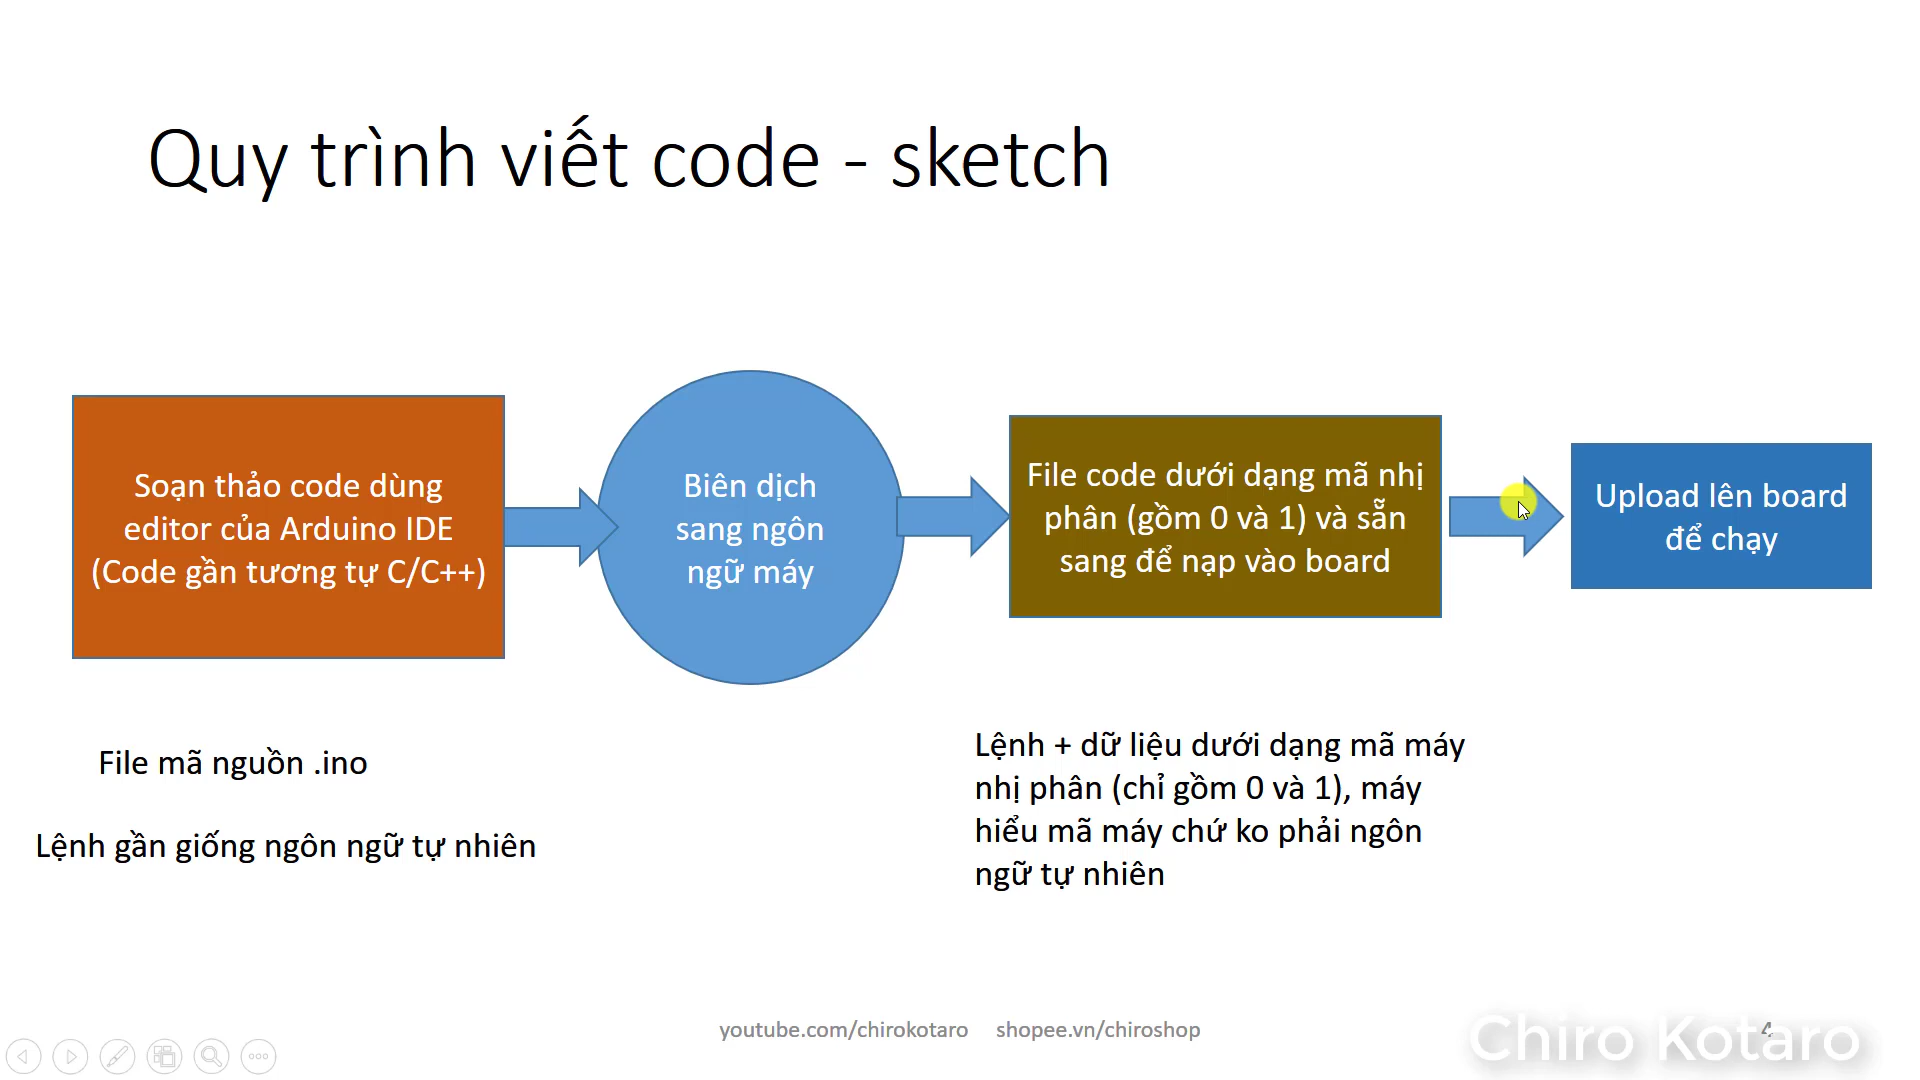 Quy trình viết code - sketch
Soạn thảo code dùng
editor của Arduino IDE
(Code gần tương tự C/C++)
Biên dịch
sang ngôn
ngữ máy
File code dưới dạng mã nhị
phân (gồm 0 và 1) và sẵn
sang để nạp vào board
Upload lên board
để chạy
File mã nguồn .ino
Lệnh gần giống ngôn ngữ tự nhiên
Lệnh + dữ liệu dưới dạng mã máy
nhị phân (chỉ gồm 0 và 1), máy
hiểu mã máy chứ ko phải ngôn
ngữ tự nhiên
youtube.com/chirokotaro shopee.vn/chiroshop
4
Chiro Kotaro